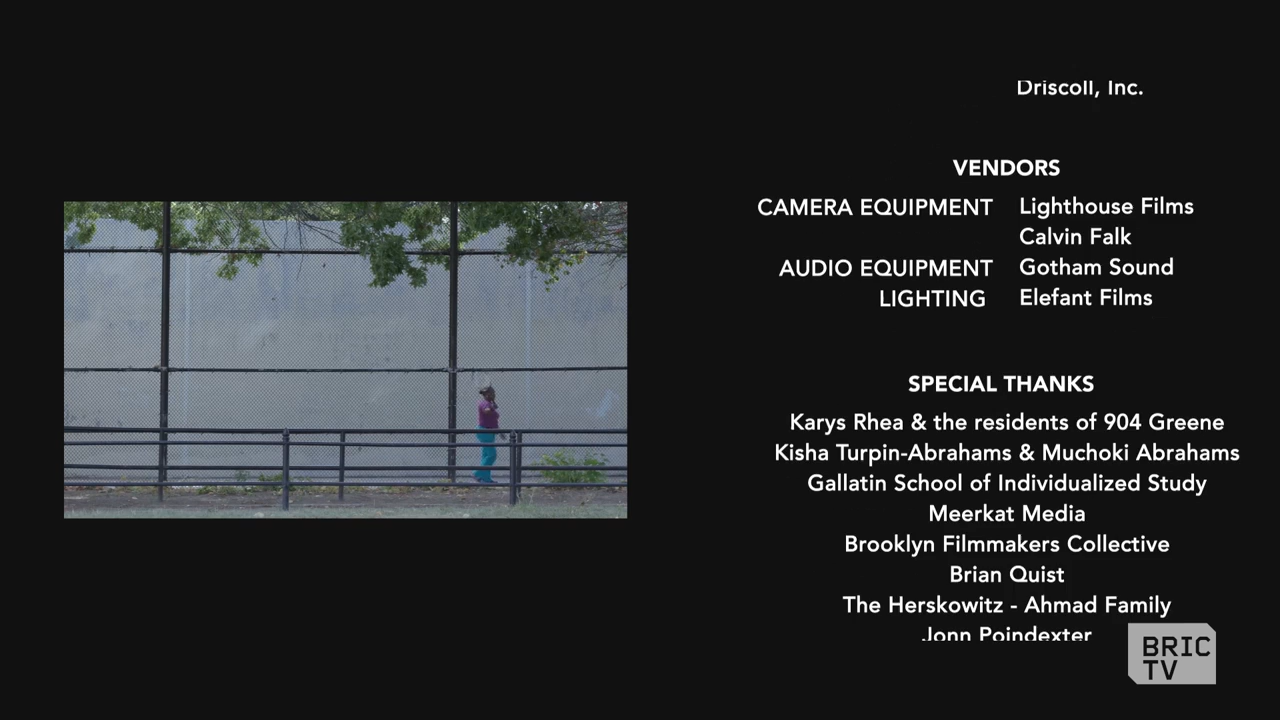 Driscoll, Inc.
VENDORS
CAMERA EQUIPMENT Lighthouse Films
Calvin Falk
AUDIO EQUIPMENT Gotham Sound
LIGHTING Elefant Films
SPECIAL THANKS
Karys Rhea & the residents of 904 Greene
Kisha Turpin-Abrahams & Muchoki Abrahams
Gallatin School of Individualized Study
Meerkat Media
Brooklyn Filmmakers Collective
Brian Quist
The Herskowitz - Ahmad Family
Jonn Poindexter
BRIC
TV